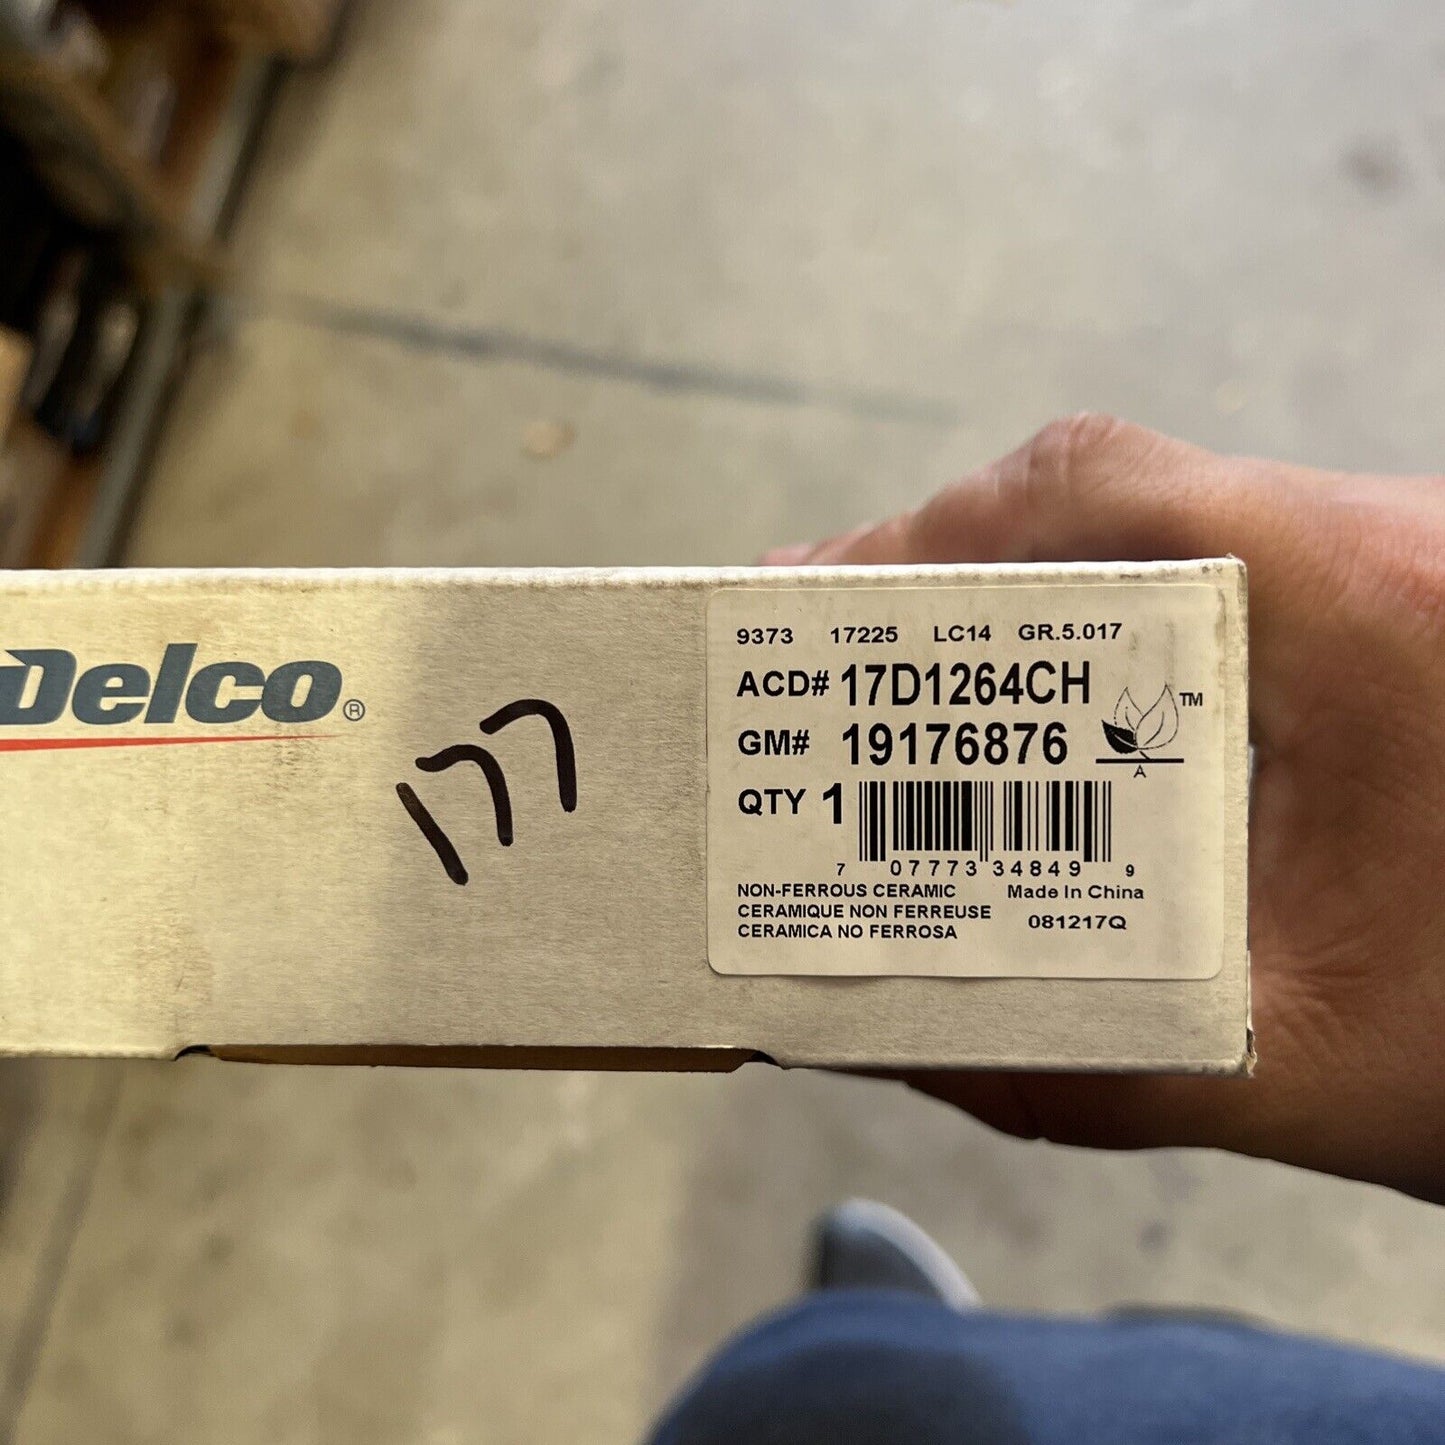 Delco®
177
9373 17225 LC14 GR.5.017
ACD# 17D1264CH
TM
GM# 19176876
A
QTY 1
7 07773 34849 9
NON-FERROUS CERAMIC Made In China
CERAMIQUE NON FERREUSE 081217Q
CERAMICA NO FERROSA